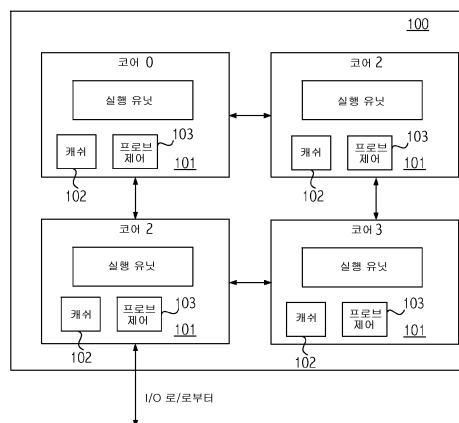 100
코어 0
실행 유닛
캐쉬
프로브
제어
103
101
102
코어 2
실행 유닛
캐쉬
프로브
제어
103
101
102
코어 2
실행 유닛
캐쉬
프로브
제어
103
101
102
코어 3
실행 유닛
캐쉬
프로브
제어
103
101
102
I/O 로/로부터